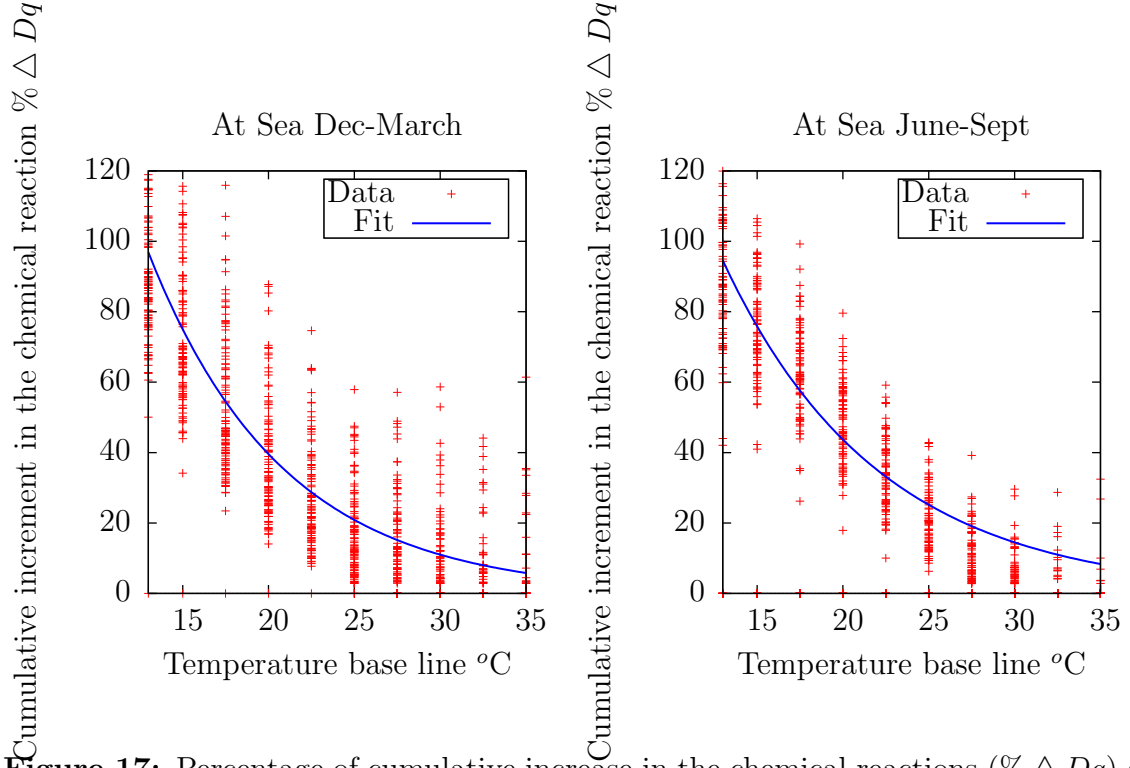 At Sea Dec-March
Cumulative increment in the chemical reaction % △ Dq
120
100
80
60
40
20
0
Data
Fit
15 20 25 30 35
Temperature base line °C
At Sea June-Sept
Cumulative increment in the chemical reaction % △ Dq
120
100
80
60
40
20
0
Data
Fit
15 20 25 30 35
Temperature base line °C
Figure 17: Percentage of cumulative increase in the chemical reactions (% △ Dq)